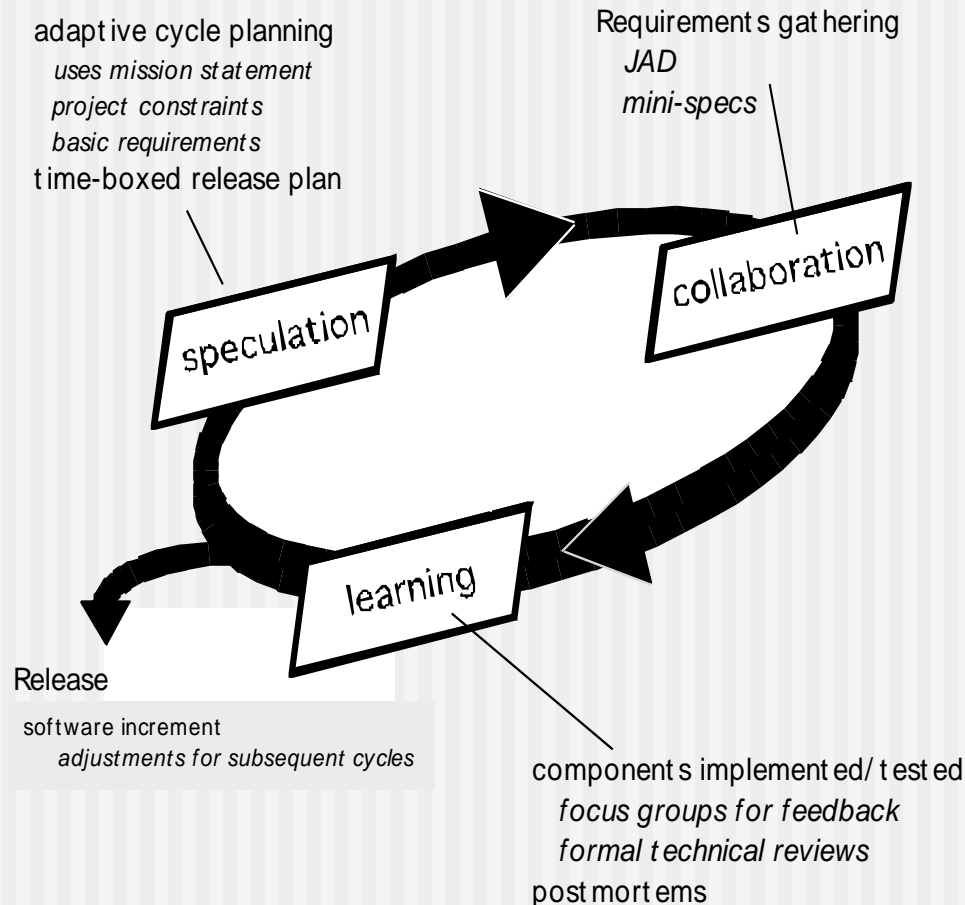 adaptive cycle planning
uses mission statement
project constraints
basic requirements
time-boxed release plan
Requirements gathering
JAD
mini-specs
speculation
collaboration
learning
Release
software increment
adjustments for subsequent cycles
components implemented/ tested
focus groups for feedback
formal technical reviews
postmortems